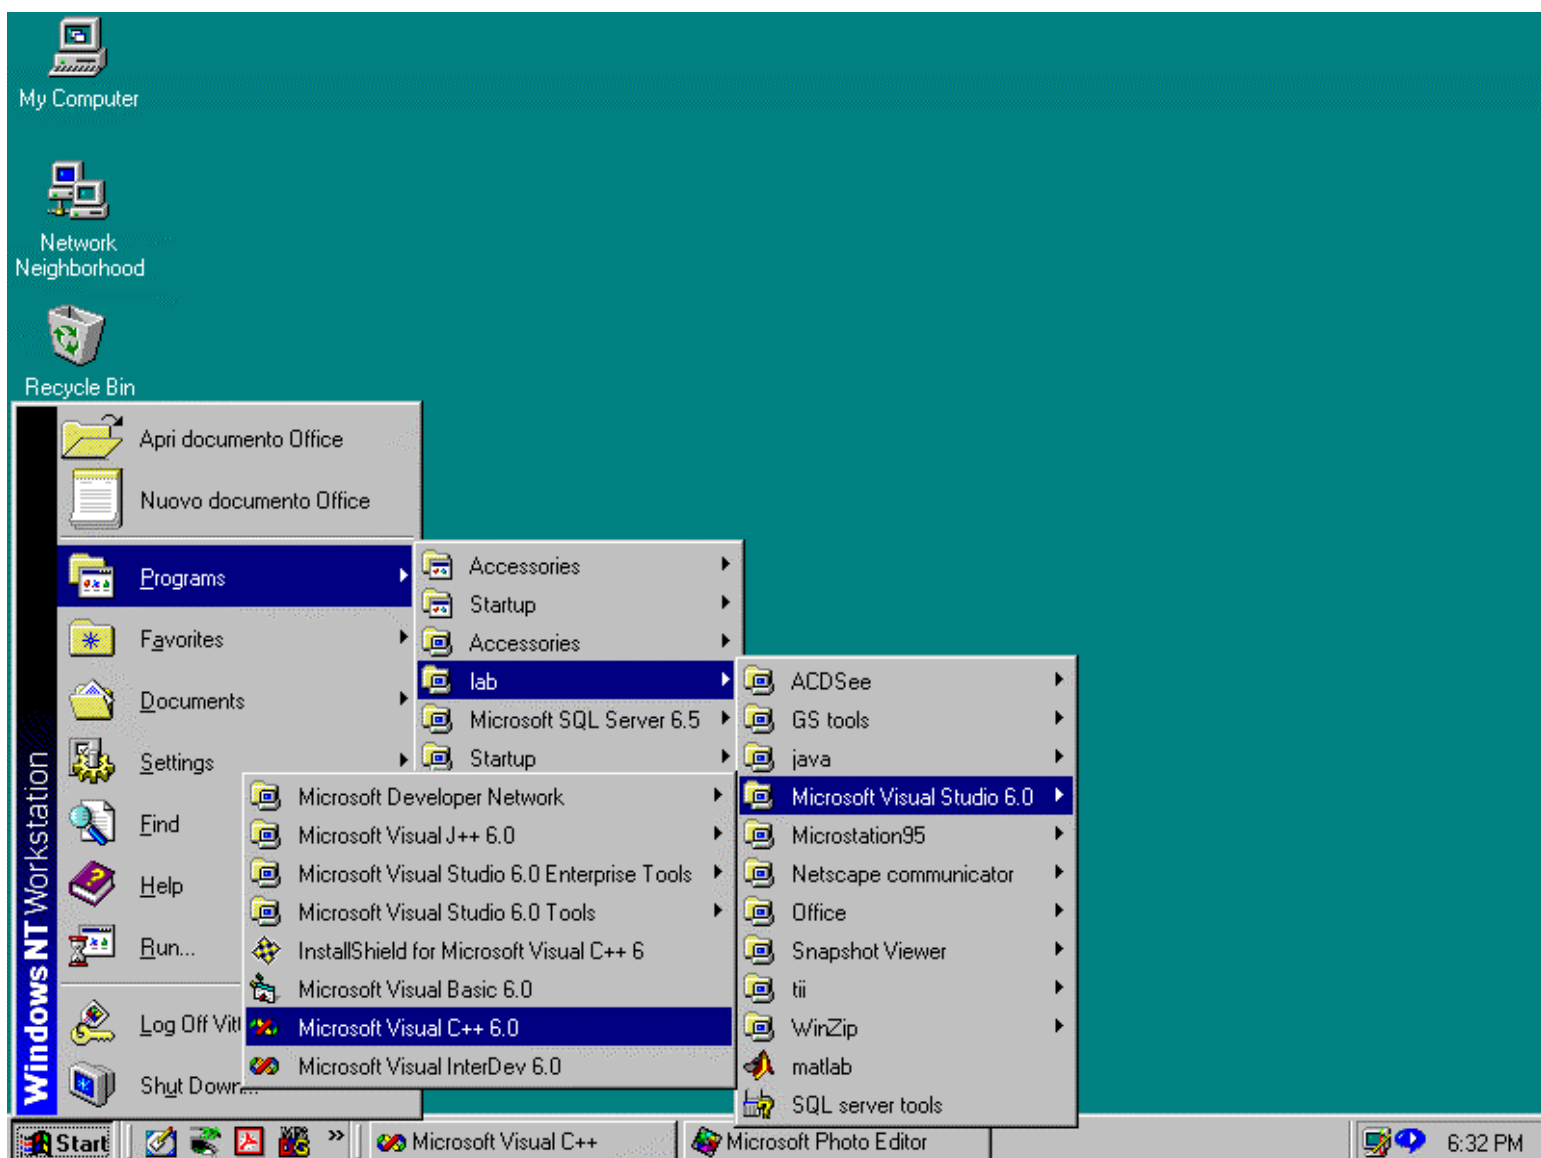 My Computer
Network
Neighborhood
Recycle Bin
Windows NT Workstation
Apri documento Office
Nuovo documento Office
Programs
Favorites
Documents
Settings
Find
Help
Run...
Log Off
Shut Down...
Accessories
Startup
Accessories
lab
Microsoft SQL Server 6.5
Startup
ACDSee
GS tools
java
Microsoft Visual Studio 6.0
Microstation95
Netscape communicator
Office
Snapshot Viewer
tii
WinZip
matlab
SQL server tools
Microsoft Developer Network
Microsoft Visual J++ 6.0
Microsoft Visual Studio 6.0 Enterprise Tools
Microsoft Visual Studio 6.0 Tools
InstallShield for Microsoft Visual C++ 6
Microsoft Visual Basic 6.0
Microsoft Visual C++ 6.0
Microsoft Visual InterDev 6.0
Start
Microsoft Visual C++
Microsoft Photo Editor
6:32 PM